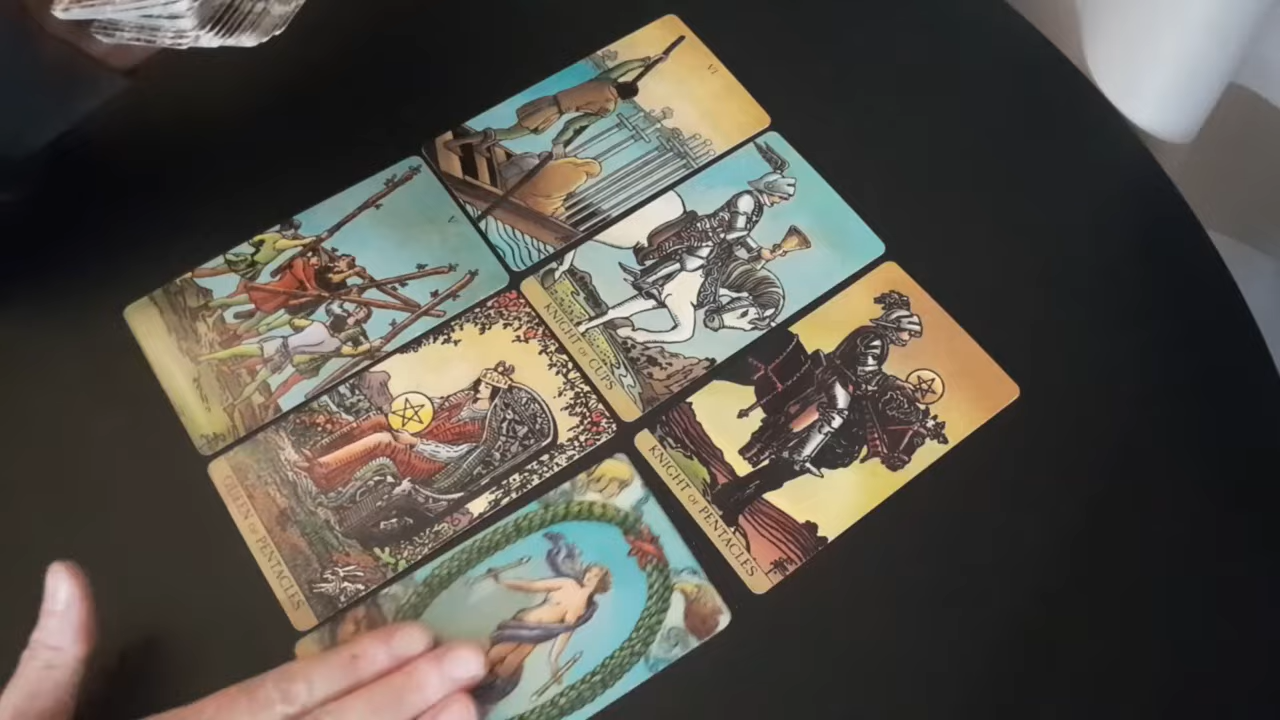 VI
V
KNIGHT OF CUPS
QUEEN OF PENTACLES
KNIGHT OF PENTACLES